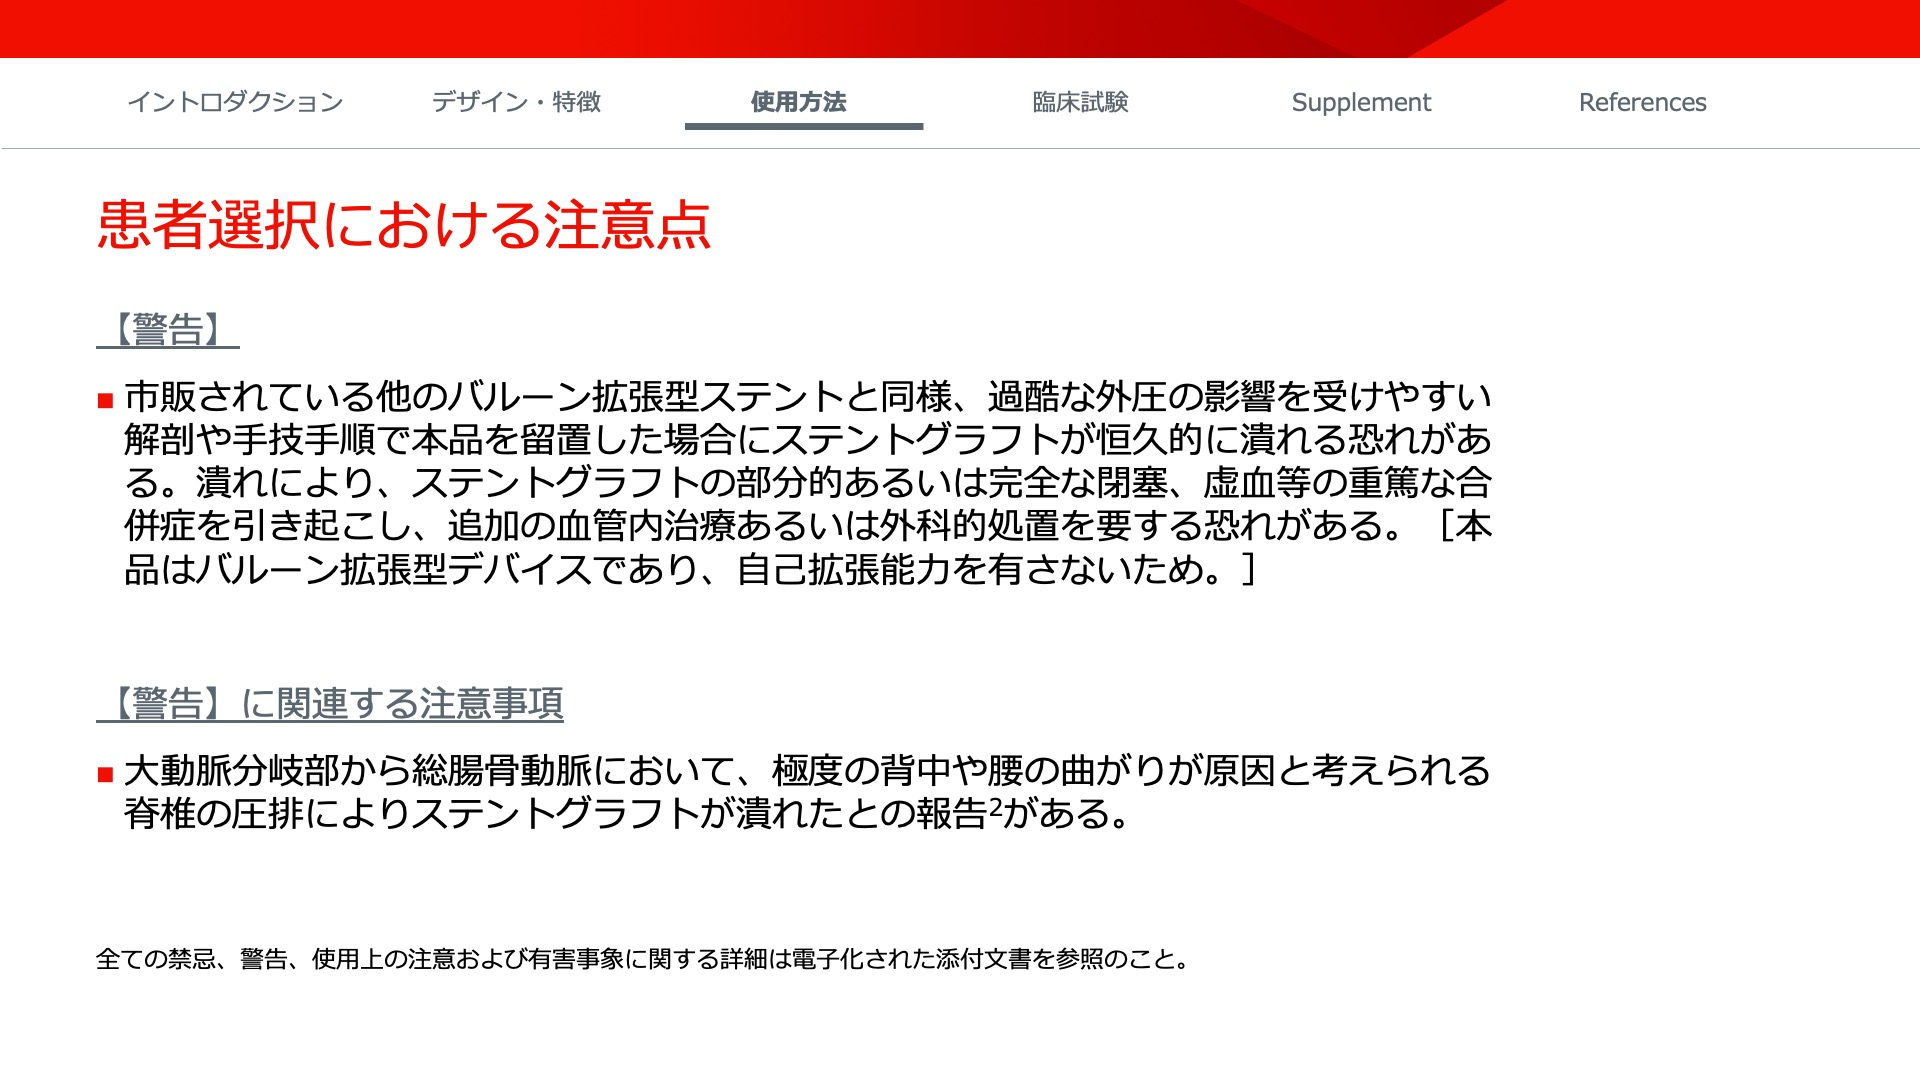 イントロダクション デザイン・特徴 使用方法 臨床試験 Supplement References
患者選択における注意点
【警告】
■ 市販されている他のバルーン拡張型ステントと同様、過酷な外圧の影響を受けやすい
解剖や手技手順で本品を留置した場合にステントグラフトが恒久的に潰れる恐れがあ
る。潰れにより、ステントグラフトの部分的あるいは完全な閉塞、虚血等の重篤な合
併症を引き起こし、追加の血管内治療あるいは外科的処置を要する恐れがある。［本
品はバルーン拡張型デバイスであり、自己拡張能力を有さないため。］
【警告】に関連する注意事項
■ 大動脈分岐部から総腸骨動脈において、極度の背中や腰の曲がりが原因と考えられる
脊椎の圧排によりステントグラフトが潰れたとの報告²がある。
全ての禁忌、警告、使用上の注意および有害事象に関する詳細は電子化された添付文書を参照のこと。